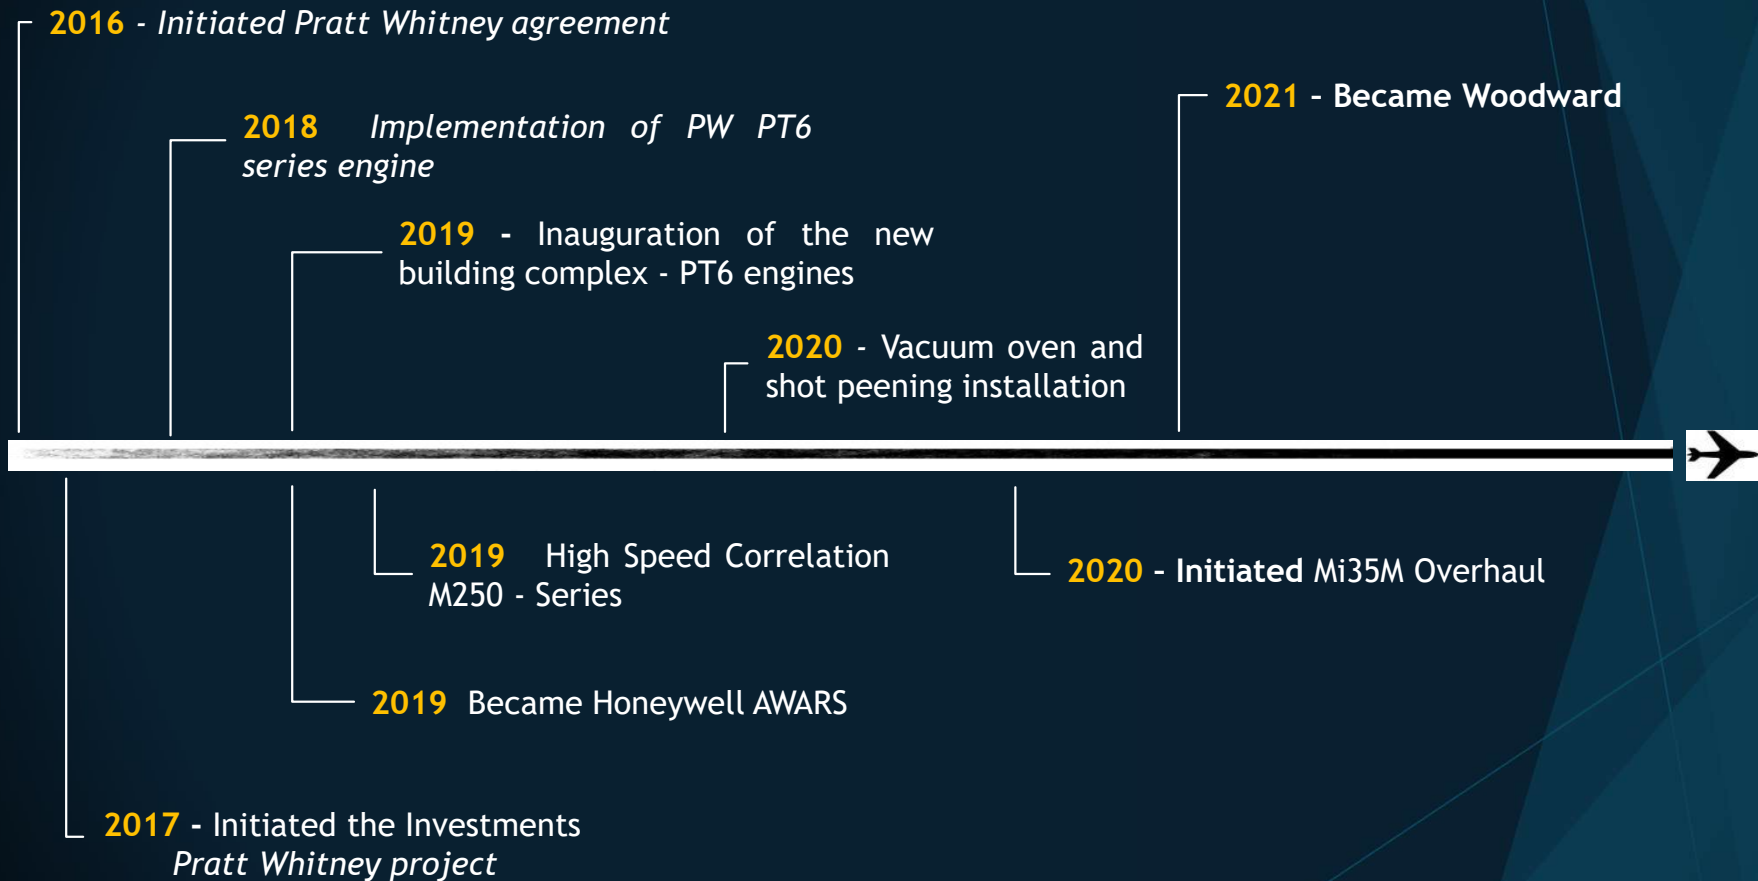 2016 - Initiated Pratt Whitney agreement
2021 - Became Woodward
2018 Implementation of PW PT6
series engine
2019 - Inauguration of the new
building complex - PT6 engines
2020 - Vacuum oven and
shot peening installation
2019 High Speed Correlation
M250 - Series
2020 - Initiated Mi35M Overhaul
2019 Became Honeywell AWARS
2017 - Initiated the Investments
Pratt Whitney project